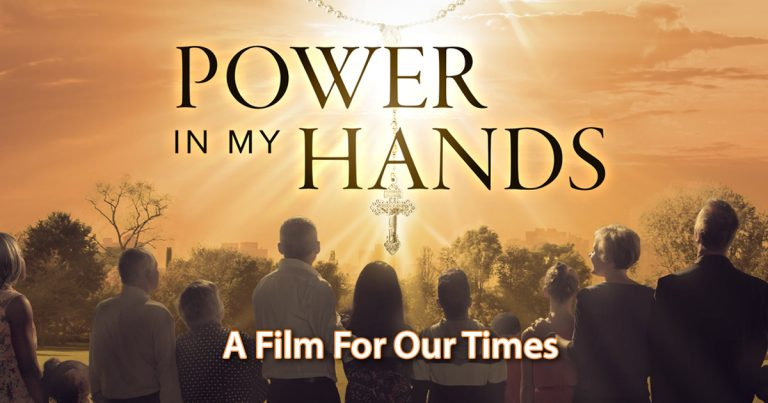 POWER
IN MY HANDS
A Film For Our Times